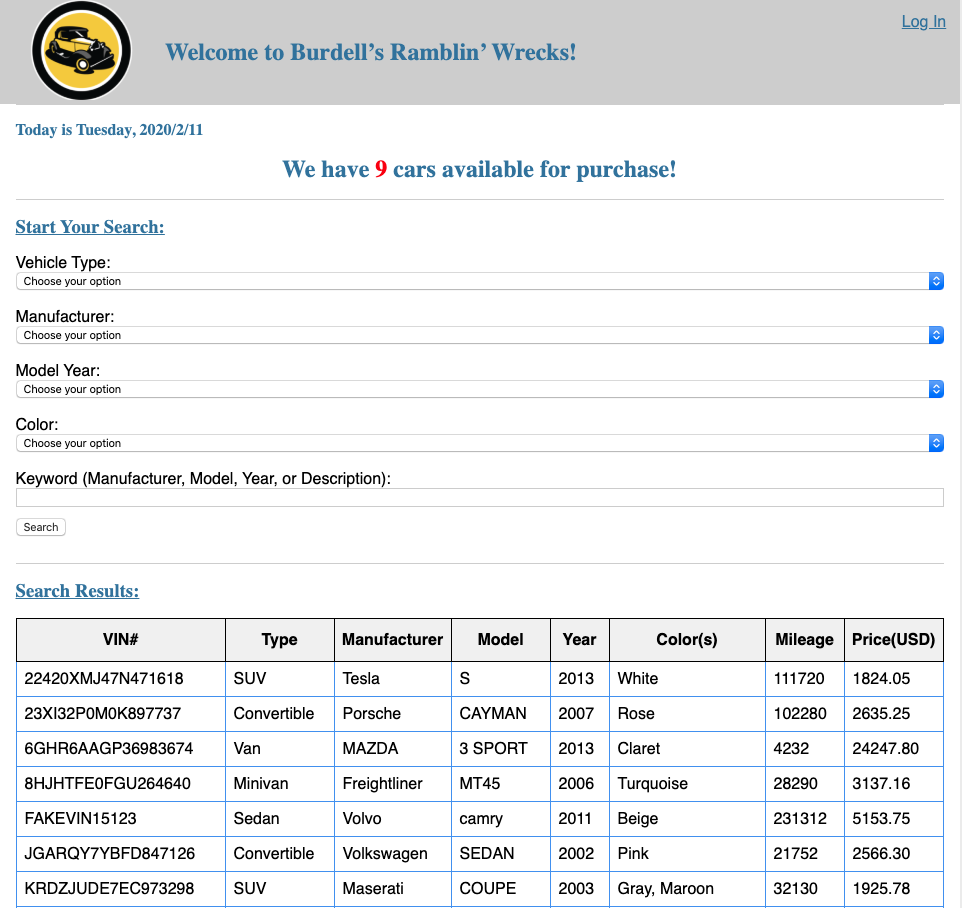 Log In
Welcome to Burdell’s Ramblin’ Wrecks!
Today is Tuesday, 2020/2/11
We have 9 cars available for purchase!
Start Your Search:
Vehicle Type:
Choose your option
Manufacturer:
Choose your option
Model Year:
Choose your option
Color:
Choose your option
Keyword (Manufacturer, Model, Year, or Description):
Search
Search Results:
VIN# Type Manufacturer Model Year Color(s) Mileage Price(USD)
22420XMJ47N471618 SUV Tesla S 2013 White 111720 1824.05
23XI32P0M0K897737 Convertible Porsche CAYMAN 2007 Rose 102280 2635.25
6GHR6AAGP36983674 Van MAZDA 3 SPORT 2013 Claret 4232 24247.80
8HJHTFE0FGU264640 Minivan Freightliner MT45 2006 Turquoise 28290 3137.16
FAKEVIN15123 Sedan Volvo camry 2011 Beige 231312 5153.75
JGARQY7YBFD847126 Convertible Volkswagen SEDAN 2002 Pink 21752 2566.30
KRDZJUDE7EC973298 SUV Maserati COUPE 2003 Gray, Maroon 32130 1925.78